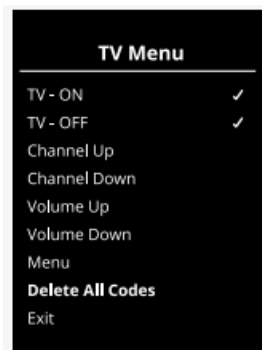 TV Menu
TV - ON ✓
TV - OFF ✓
Channel Up
Channel Down
Volume Up
Volume Down
Menu
Delete All Codes
Exit